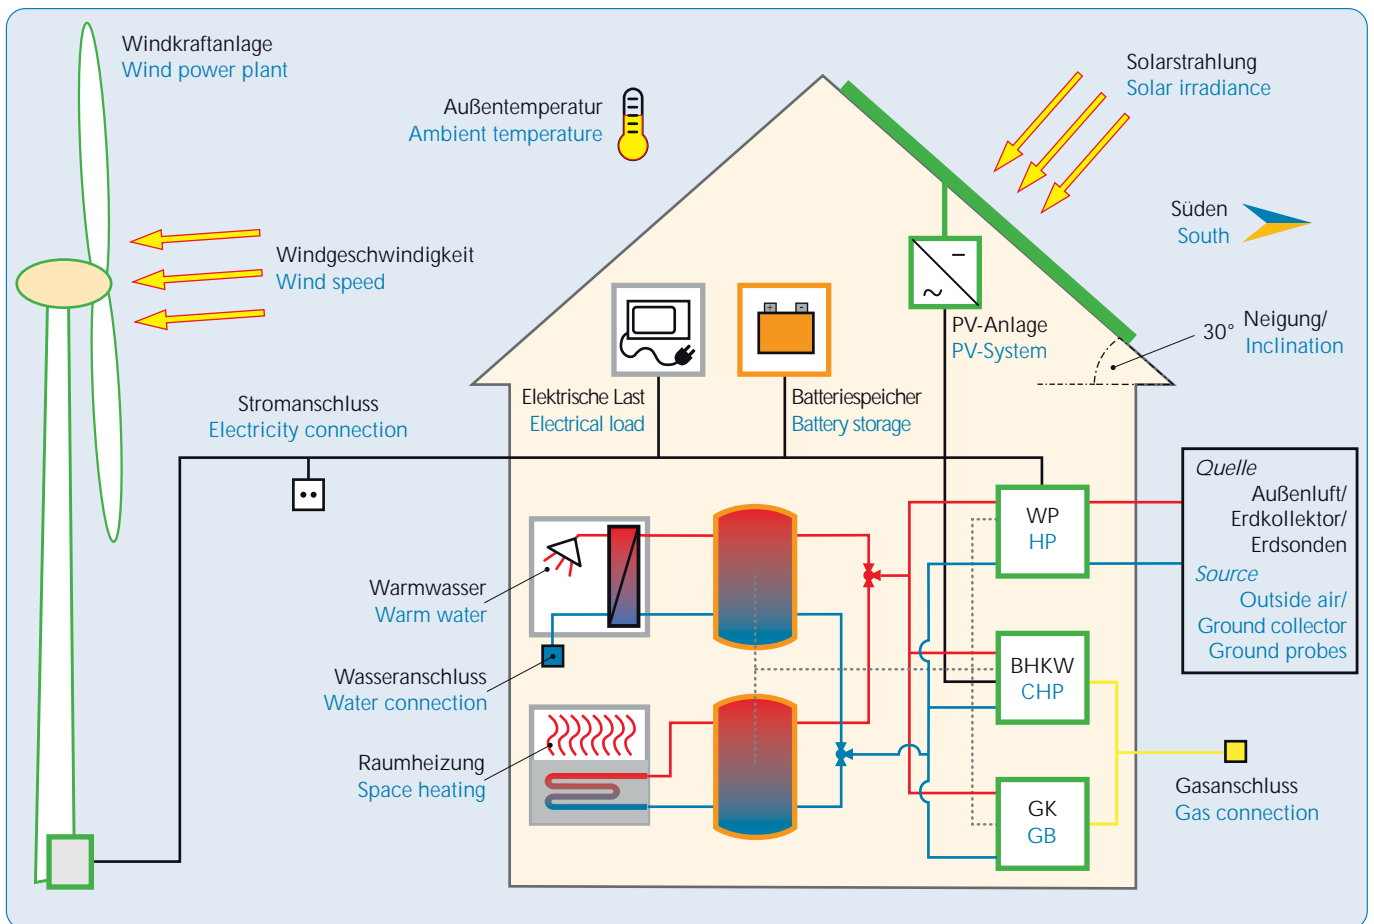 Windkraftanlage
Wind power plant
Außentemperatur
Ambient temperature
Solarstrahlung
Solar irradiance
Süden
South
Windgeschwindigkeit
Wind speed
PV-Anlage
PV-System
30°
Neigung/
Inclination
Stromanschluss
Electricity connection
Elektrische Last
Electrical load
Batteriespeicher
Battery storage
Quelle
Außenluft/
Erdkollektor/
Erdsonden
Source
Outside air/
Ground collector
Ground probes
WP
HP
Warmwasser
Warm water
Wasseranschluss
Water connection
BHKW
CHP
Raumheizung
Space heating
GK
GB
Gasanschluss
Gas connection